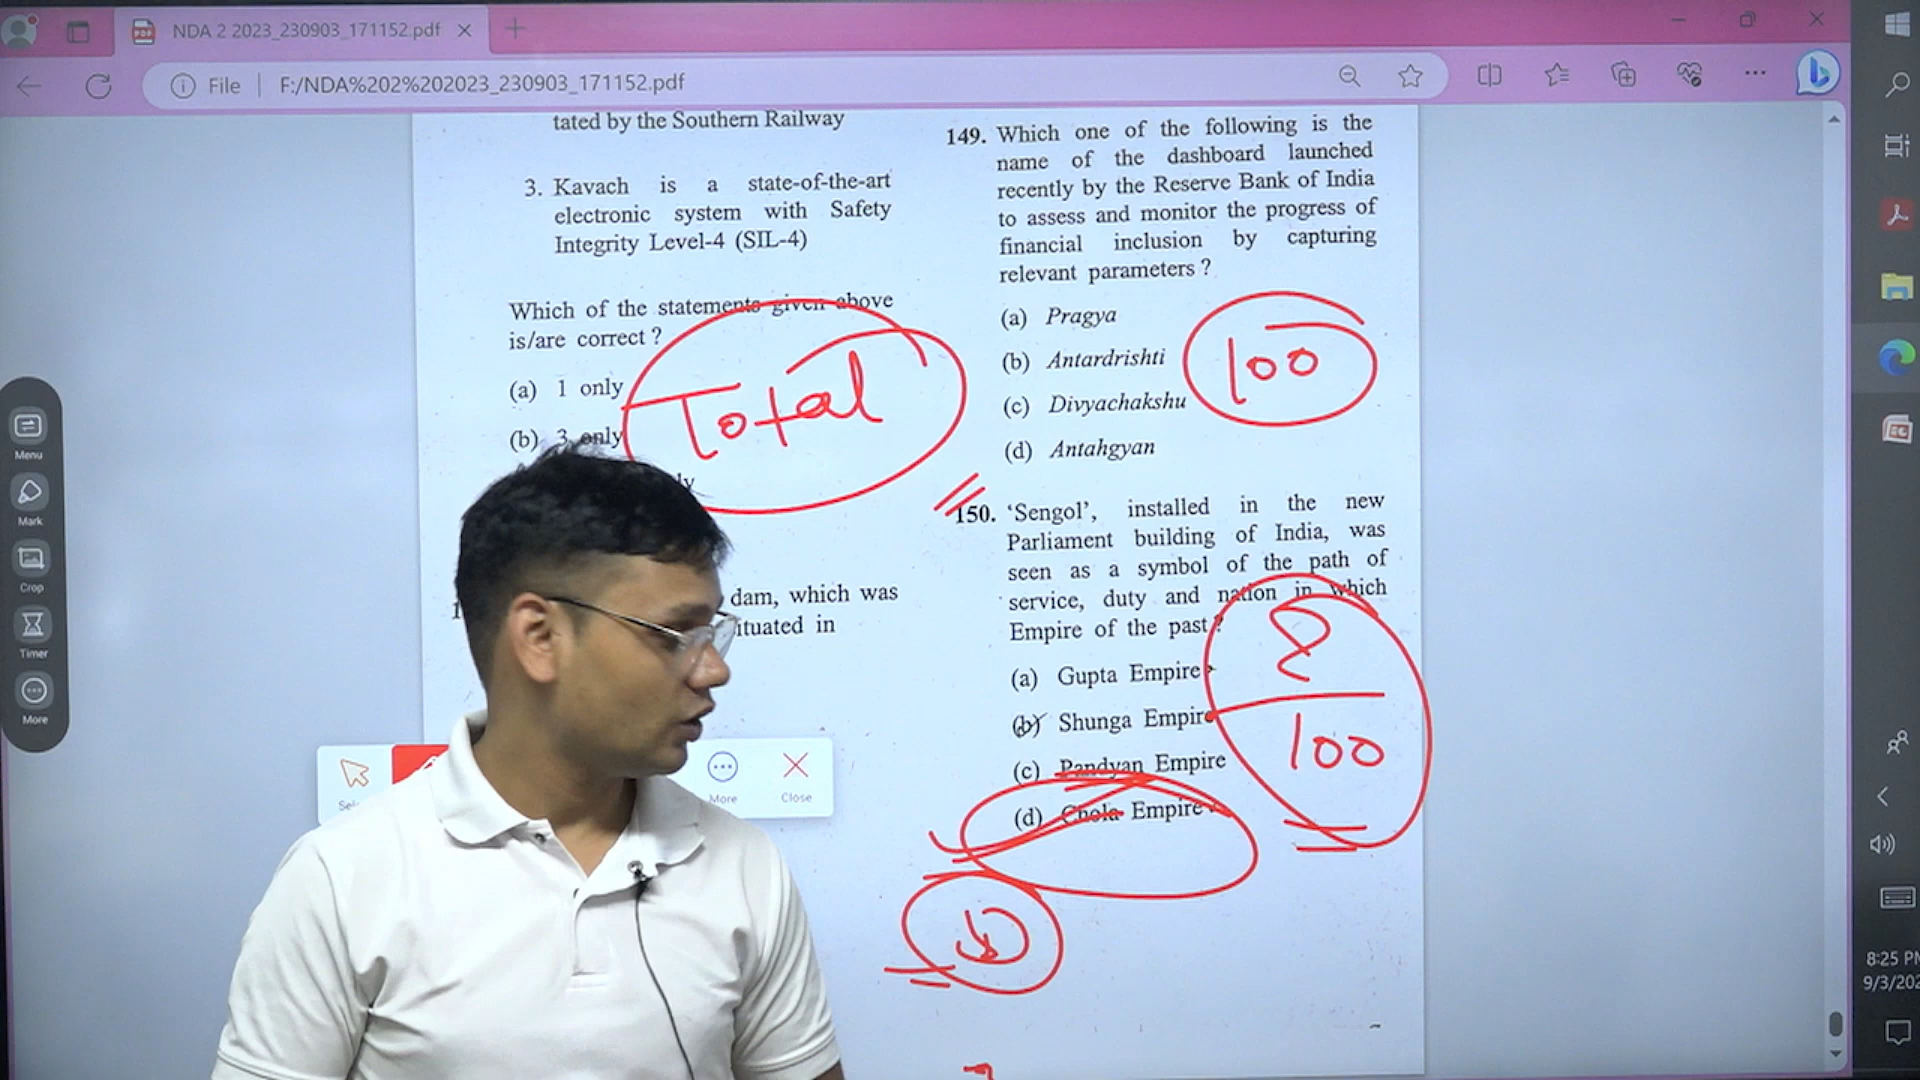 NDA 2 2023_230903_171152.pdf
File
F:/NDA%202%202023_230903_171152.pdf
tated by the Southern Railway
3. Kavach is a state-of-the-art
electronic system with Safety
Integrity Level-4 (SIL-4)
Which of the statements given above
is/are correct ?
(a) 1 only
(b) 3 only
Total
dam, which was
ituated in
149. Which one of the following is the
name of the dashboard launched
recently by the Reserve Bank of India
to assess and monitor the progress of
financial inclusion by capturing
relevant parameters ?
(a) Pragya
(b) Antardrishti
(c) Divyachakshu
(d) Antahgyan
100
150. ‘Sengol’, installed in the new
Parliament building of India, was
seen as a symbol of the path of
service, duty and nation in which
Empire of the past ?
(a) Gupta Empire
(b) Shunga Empire
(c) Pandyan Empire
(d) Chola Empire
100
Menu
Mark
Crop
Timer
More
More
Close
8:25 PM
9/3/202